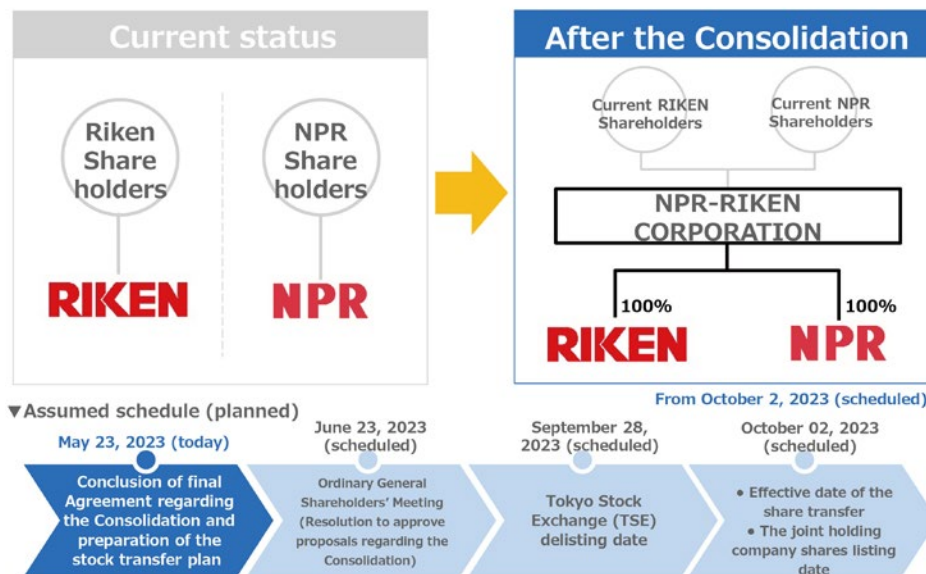 Current status
Riken
Share
holders
NPR
Share
holders
RIKEN
NPR
After the Consolidation
Current RIKEN
Shareholders
Current NPR
Shareholders
NPR-RIKEN
CORPORATION
100%
100%
RIKEN
NPR
From October 2, 2023 (scheduled)
▼Assumed schedule (planned)
May 23, 2023 (today)
Conclusion of final
Agreement regarding
the Consolidation and
preparation of the
stock transfer plan
June 23, 2023
(scheduled)
Ordinary General
Shareholders' Meeting
(Resolution to approve
proposals regarding the
Consolidation)
September 28,
2023 (scheduled)
Tokyo Stock
Exchange (TSE)
delisting date
October 02, 2023
(scheduled)
• Effective date of the
share transfer
• The joint holding
company shares listing
date